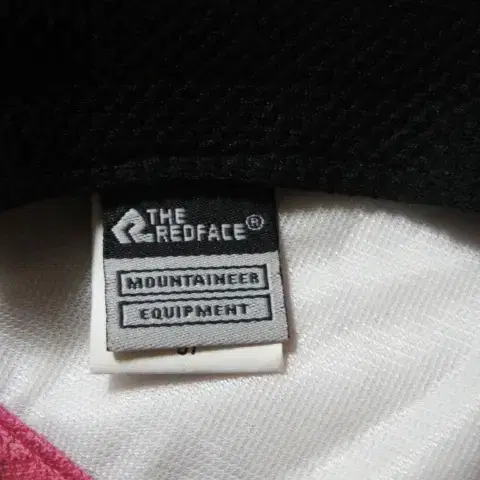 THE
REDFACE®
MOUNTAINEER
EQUIPMENT